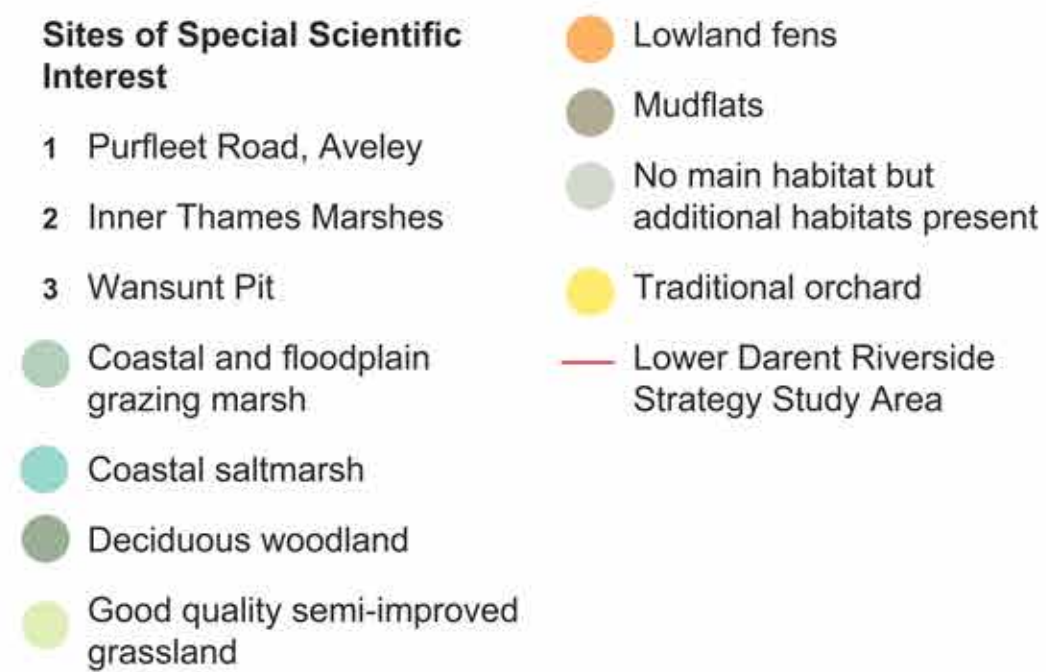 Sites of Special Scientific
Interest
1 Purfleet Road, Aveley
2 Inner Thames Marshes
3 Wansunt Pit
Coastal and floodplain
grazing marsh
Coastal saltmarsh
Deciduous woodland
Good quality semi-improved
grassland
Lowland fens
Mudflats
No main habitat but
additional habitats present
Traditional orchard
Lower Darent Riverside
Strategy Study Area